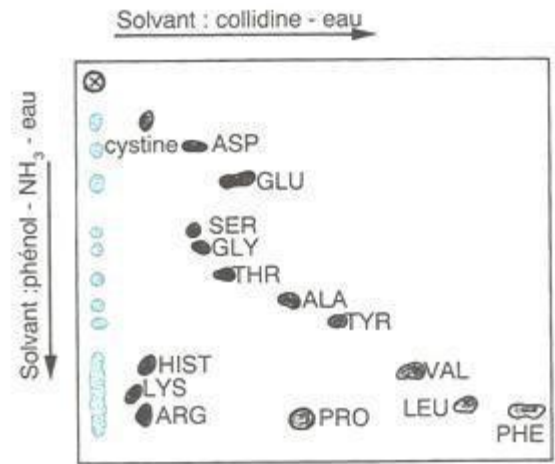 Solvant : collidine - eau
Solvant : phénol - NH₃ - eau
cystine
ASP
GLU
SER
GLY
THR
ALA
TYR
HIST
VAL
LYS
LEU
ARG
PRO
PHE